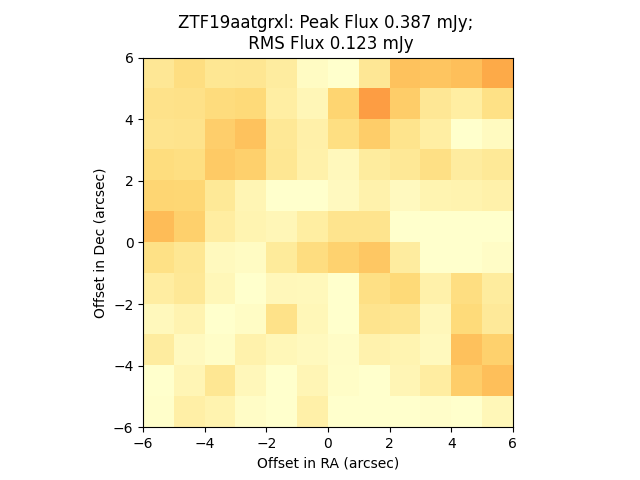 ZTF19aatgrxl: Peak Flux 0.387 mJy;
RMS Flux 0.123 mJy
6
4
2
0
−2
−4
−6
Offset in Dec (arcsec)
−6 −4 −2 0 2 4 6
Offset in RA (arcsec)